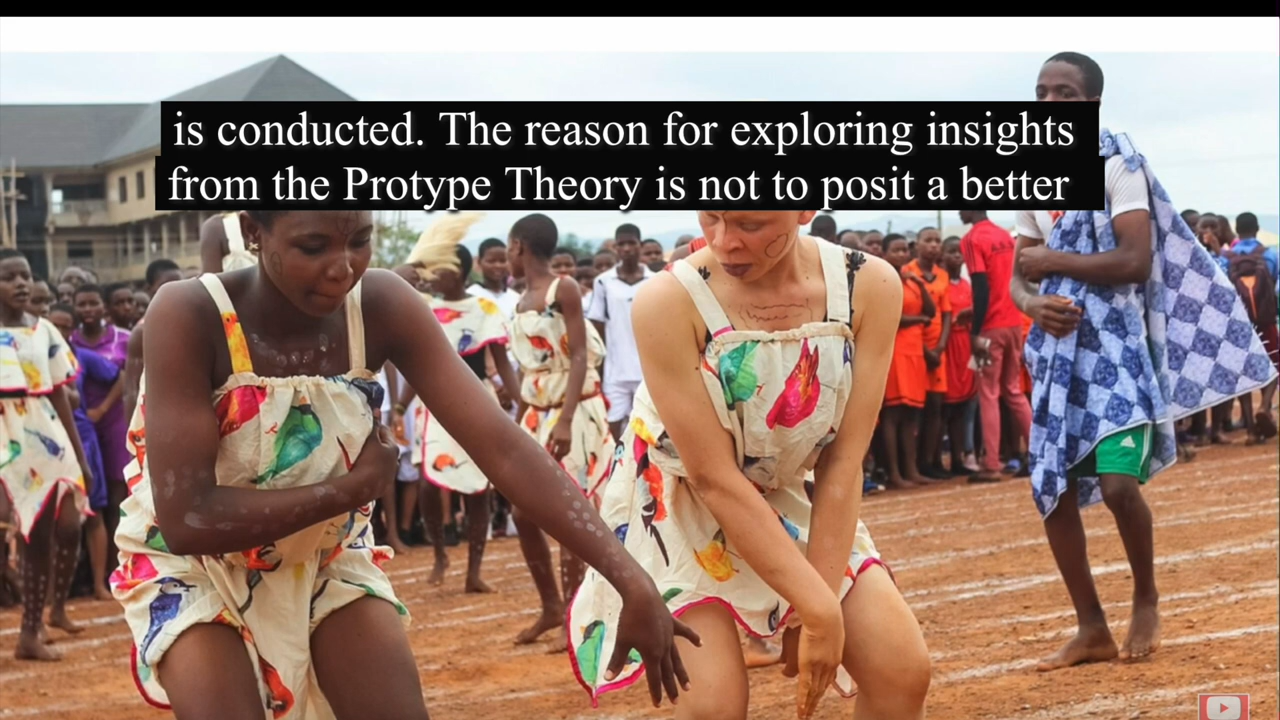 is conducted. The reason for exploring insights
from the Protype Theory is not to posit a better